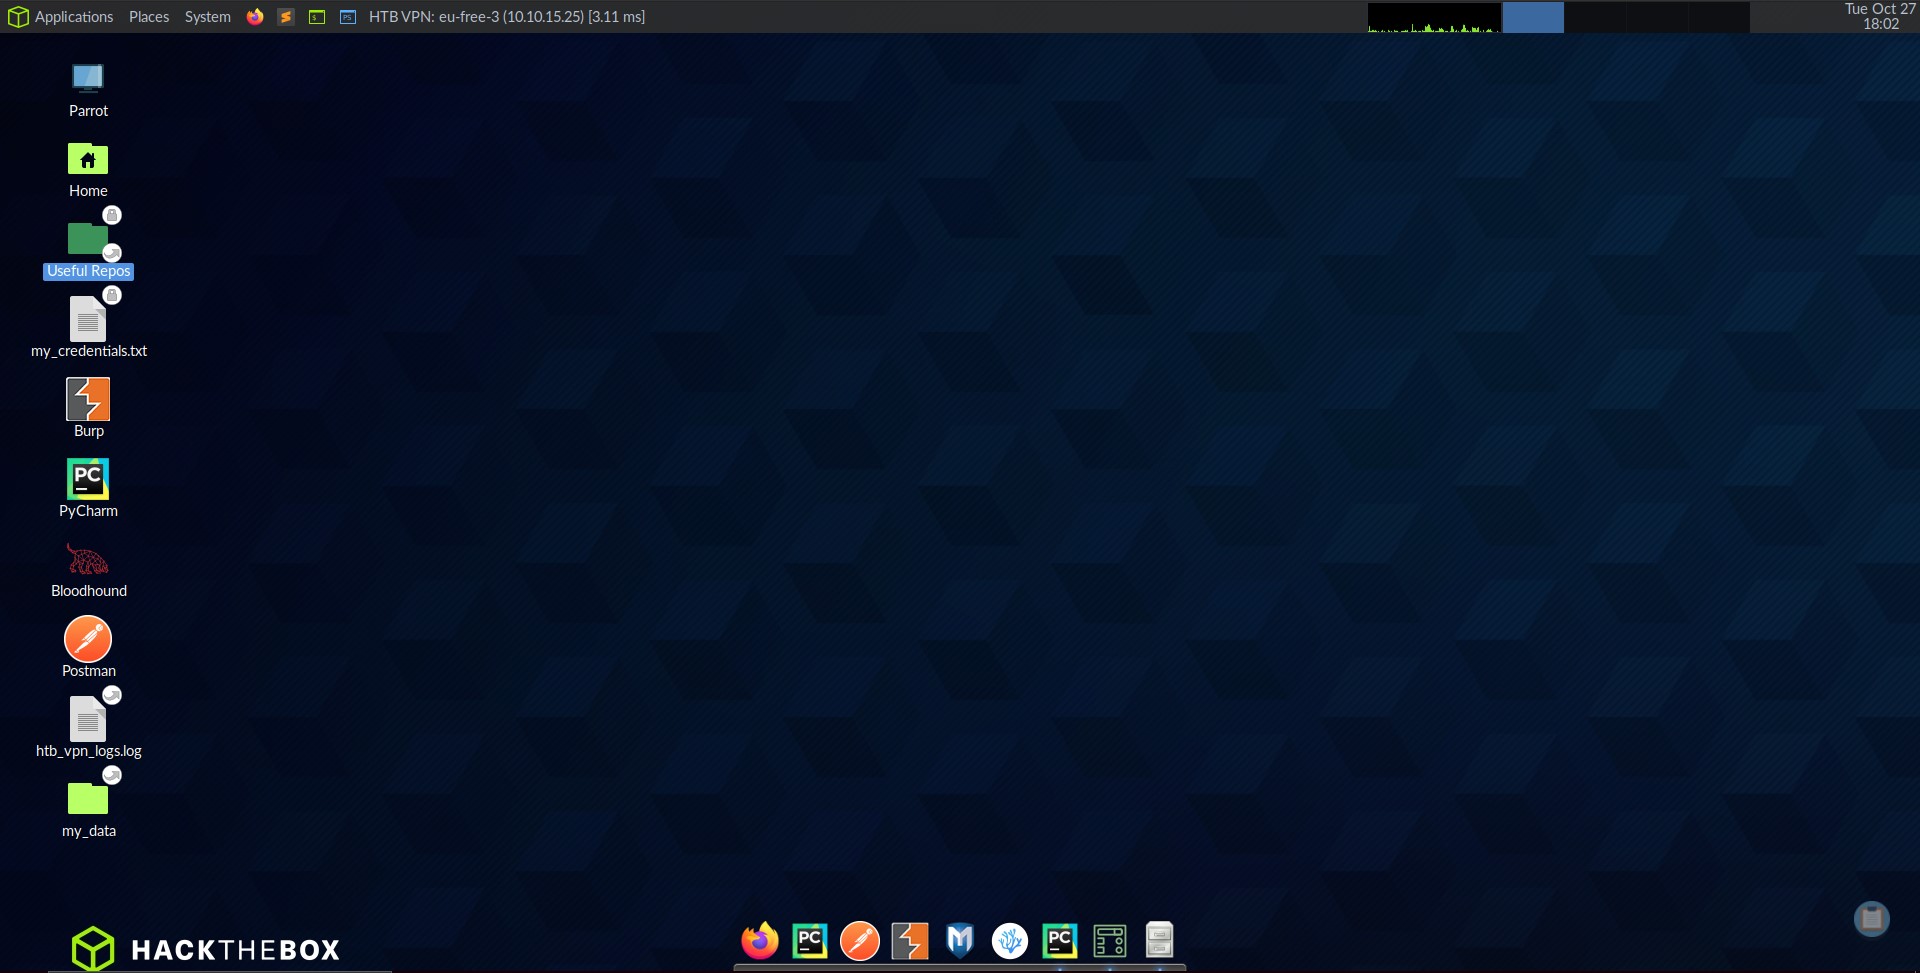 Applications Places System HTB VPN: eu-free-3 (10.10.15.25) [3.11 ms] Tue Oct 27
18:02
Parrot
Home
Useful Repos
my_credentials.txt
Burp
PC
PyCharm
Bloodhound
Postman
htb_vpn_logs.log
my_data
HACKTHEBOX
PC
PC